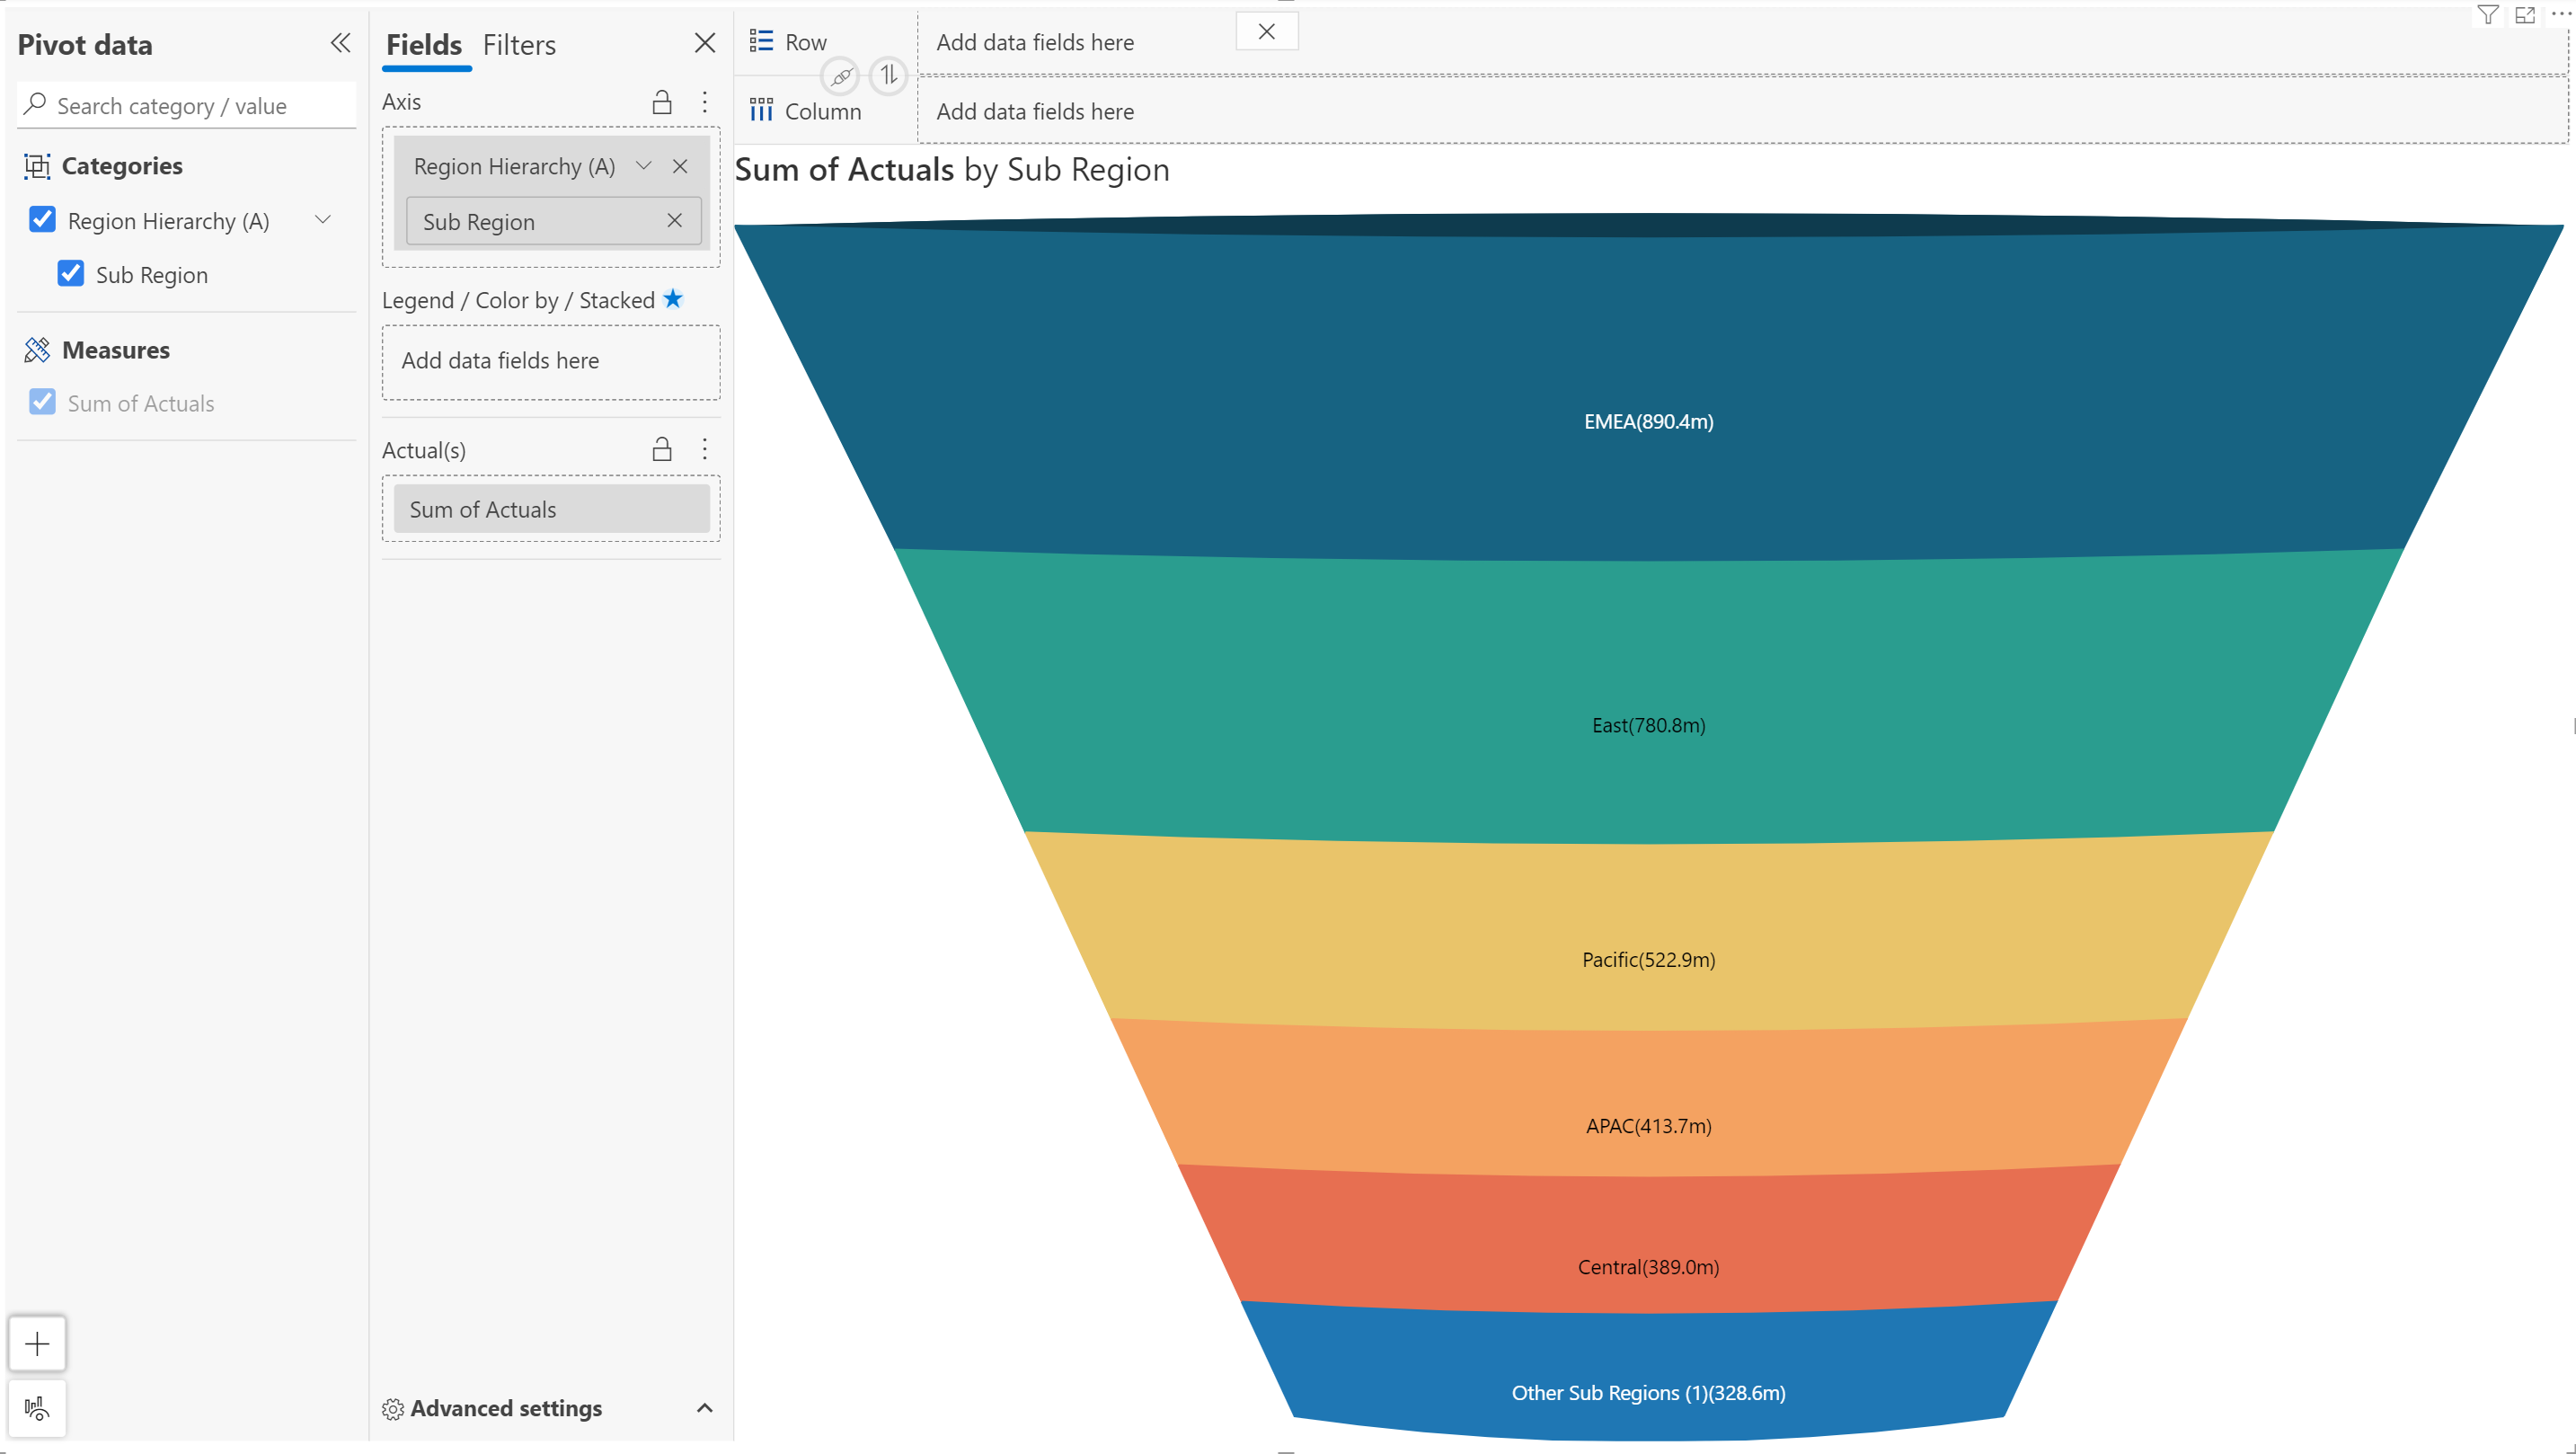 Pivot data
Search category / value
Categories
Region Hierarchy (A)
Sub Region
Measures
Sum of Actuals
Fields
Filters
Axis
Region Hierarchy (A)
Sub Region
Legend / Color by / Stacked
Add data fields here
Actual(s)
Sum of Actuals
Advanced settings
Row
Add data fields here
Column
Add data fields here
Sum of Actuals by Sub Region
EMEA(890.4m)
East(780.8m)
Pacific(522.9m)
APAC(413.7m)
Central(389.0m)
Other Sub Regions (1)(328.6m)